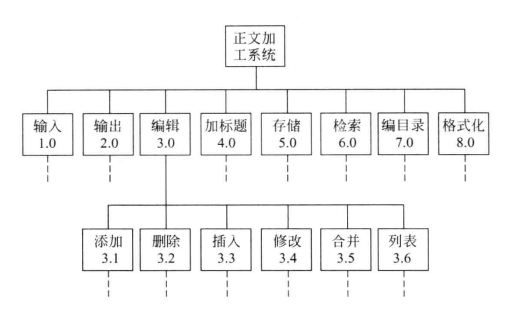 正文加
工系统
输入
1.0
输出
2.0
编辑
3.0
加标题
4.0
存储
5.0
检索
6.0
编目录
7.0
格式化
8.0
添加
3.1
删除
3.2
插入
3.3
修改
3.4
合并
3.5
列表
3.6